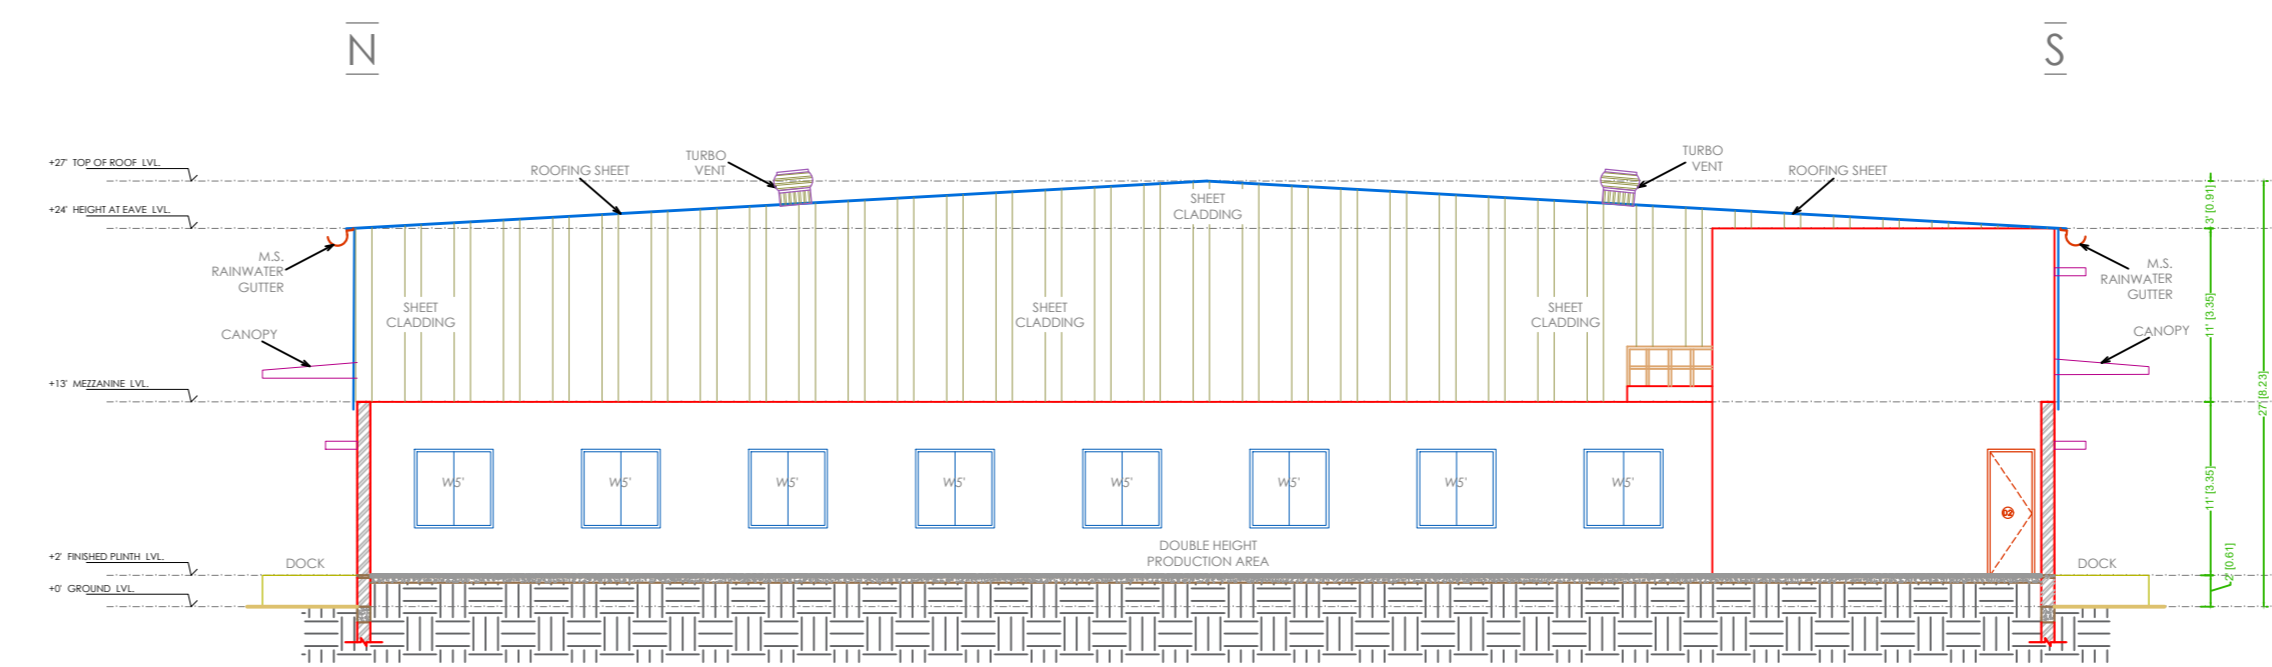 N
S
+27' TOP OF ROOF LVL.
ROOFING SHEET
TURBO
VENT
TURBO
VENT
ROOFING SHEET
+24' HEIGHT AT EAVE LVL.
SHEET
CLADDING
3' [0.91]
M.S.
RAINWATER
GUTTER
M.S.
RAINWATER
GUTTER
SHEET
CLADDING
SHEET
CLADDING
SHEET
CLADDING
11' [3.35]
CANOPY
CANOPY
+13' MEZZANINE LVL.
27' [8.23]
W5'
W5'
W5'
W5'
W5'
W5'
W5'
W5'
11' [3.35]
D2
DOUBLE HEIGHT
PRODUCTION AREA
+2' FINISHED PLINTH LVL.
DOCK
DOCK
2' [0.61]
+0' GROUND LVL.